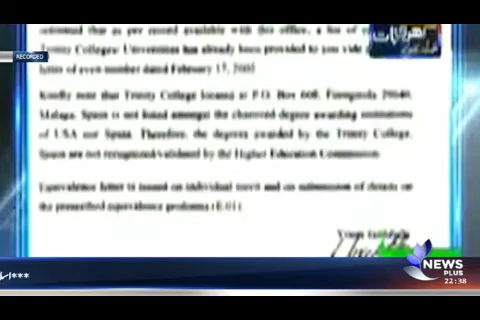 submitted that as per record available with this office, a list of
Trinity Colleges/ Universities has already been provided to you vide
letter of even number dated February 17, 2005
RECORDED
Kindly note that Trinity College located at P.O. Box 608, Fuengirola 29640,
Malaga, Spain is not listed amongst the chartered degree awarding institutions
of USA nor Spain. Therefore, the degrees awarded by the Trinity College,
Spain are not recognized/validated by the Higher Education Commission.
Equivalence letter is issued on individual merit and on submission of details on
the prescribed equivalence proforma (E.01)
Yours faithfully
NEWS
PLUS
22:38